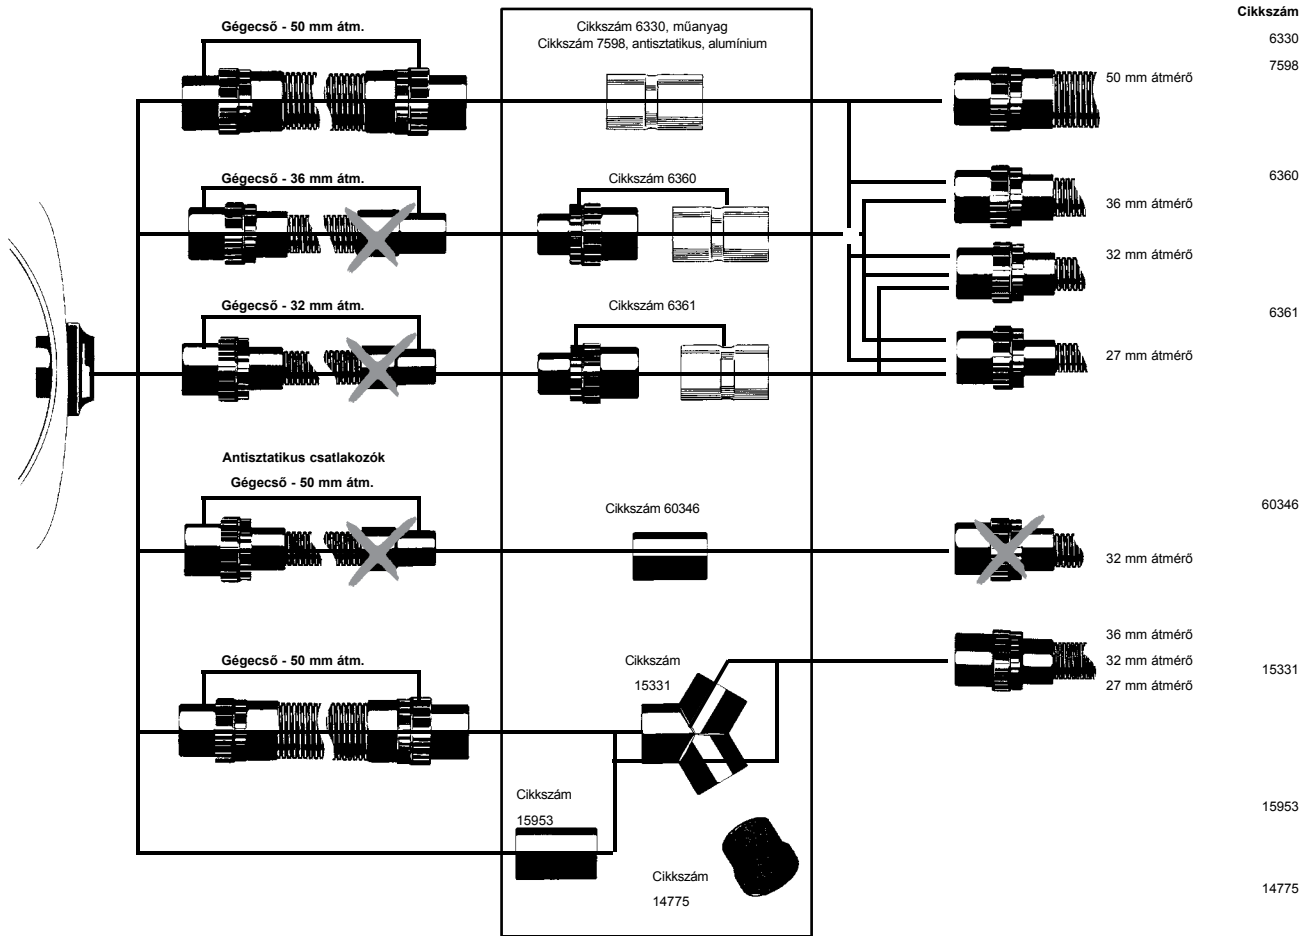 Cikkszám
Gégecső - 50 mm átm.
Cikkszám 6330, műanyag
Cikkszám 7598, antisztatikus, alumínium
6330
7598
50 mm átmérő
Gégecső - 36 mm átm.
Cikkszám 6360
6360
36 mm átmérő
32 mm átmérő
Gégecső - 32 mm átm.
Cikkszám 6361
6361
27 mm átmérő
Antisztatikus csatlakozók
Gégecső - 50 mm átm.
Cikkszám 60346
60346
32 mm átmérő
Gégecső - 50 mm átm.
Cikkszám
15331
36 mm átmérő
32 mm átmérő
27 mm átmérő
15331
Cikkszám
15953
15953
Cikkszám
14775
14775